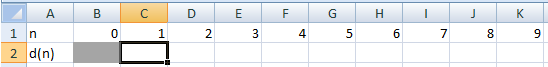 A B C D E F G H I J K
1 n 0 1 2 3 4 5 6 7 8 9
2 d(n)